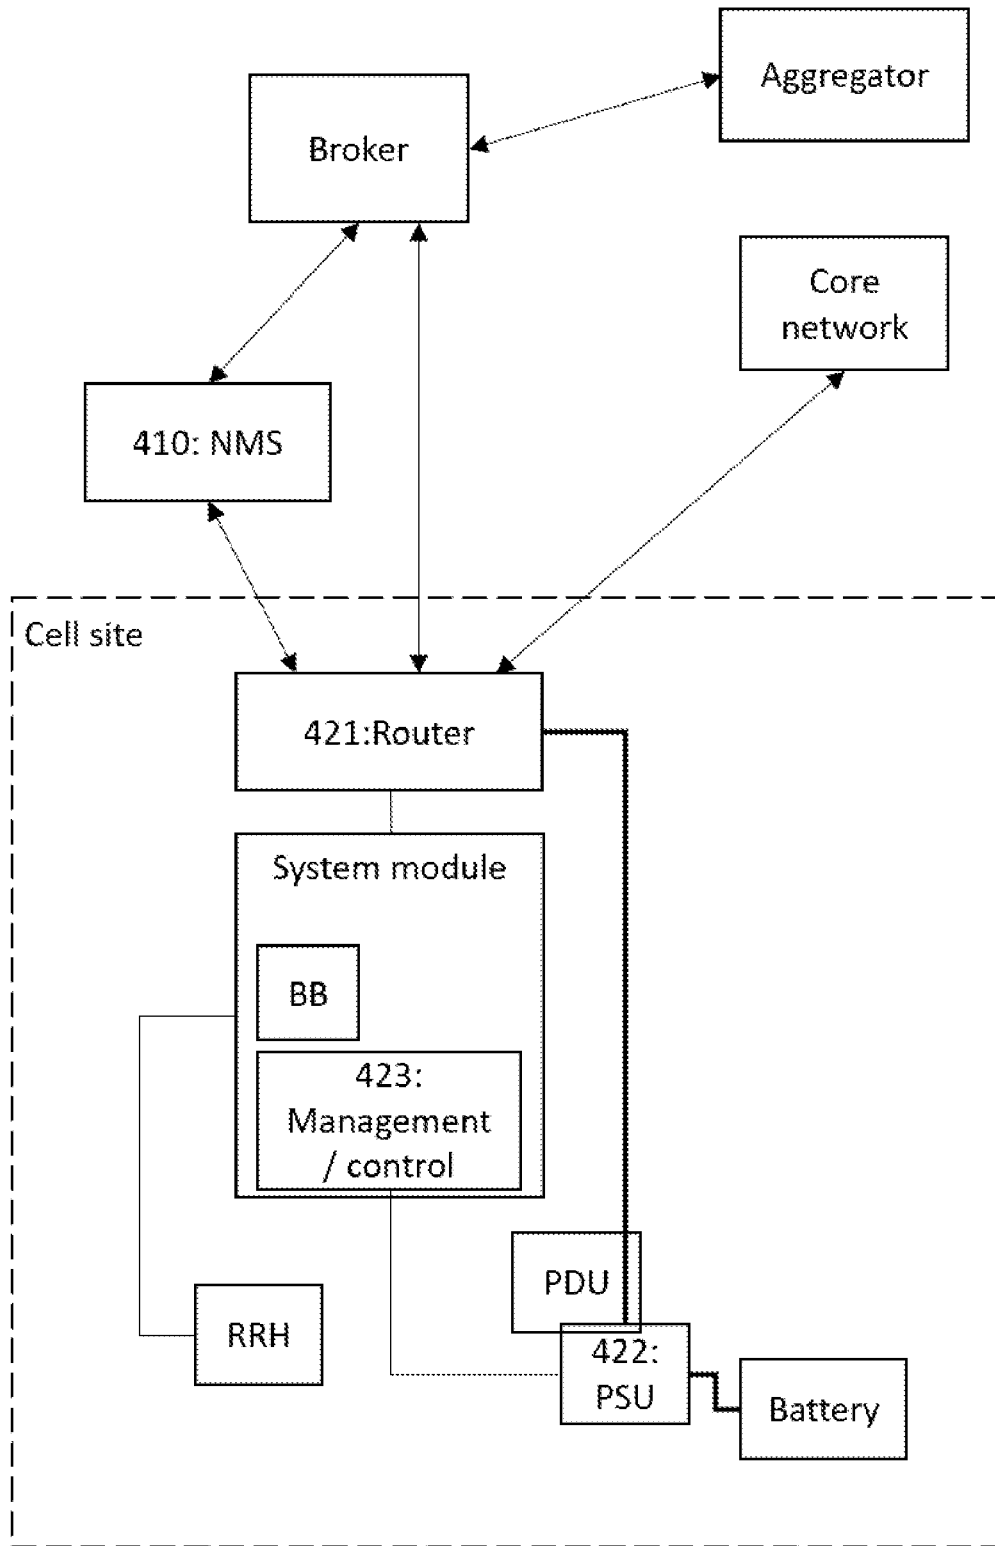 Aggregator
Broker
Core
network
410: NMS
Cell site
421:Router
System module
BB
423:
Management
/ control
PDU
RRH
422:
PSU
Battery